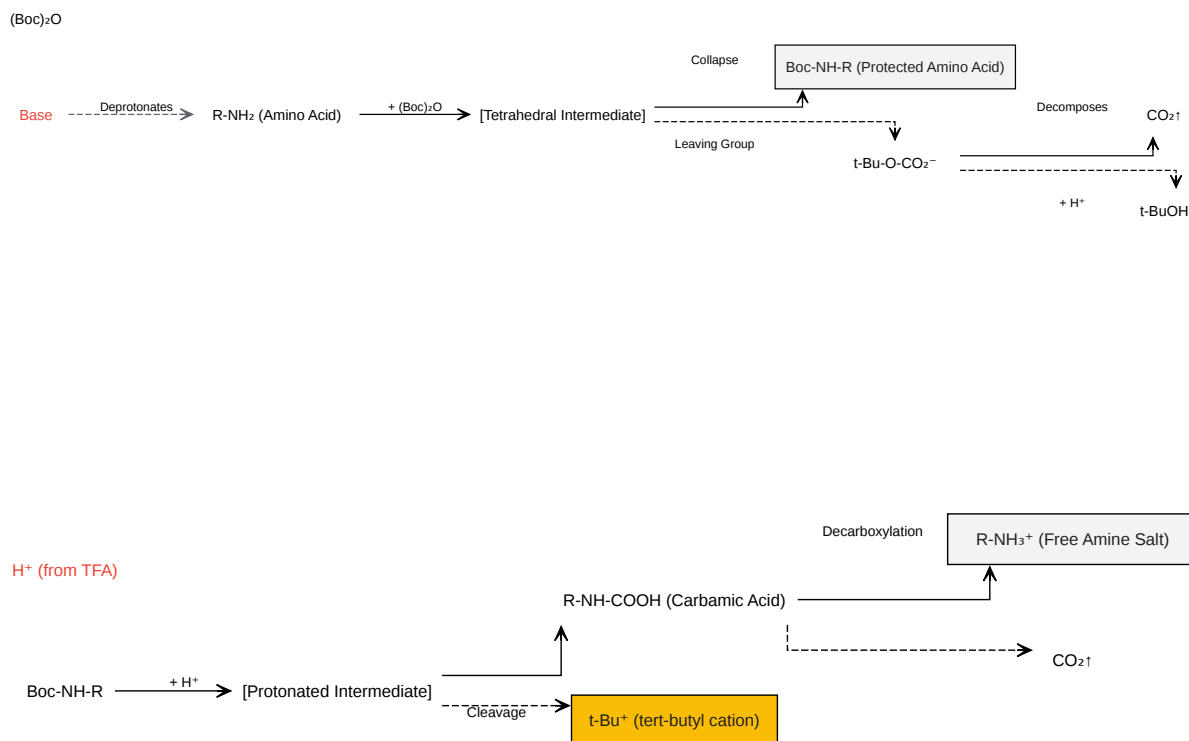 (Boc)₂O
Collapse
Boc-NH-R (Protected Amino Acid)
Base
Deprotonates
R-NH₂ (Amino Acid)
+ (Boc)₂O
[Tetrahedral Intermediate]
Decomposes
CO₂↑
Leaving Group
t-Bu-O-CO₂⁻
+ H⁺
t-BuOH
Decarboxylation
R-NH₃⁺ (Free Amine Salt)
H⁺ (from TFA)
R-NH-COOH (Carbamic Acid)
CO₂↑
Boc-NH-R
+ H⁺
[Protonated Intermediate]
Cleavage
t-Bu⁺ (tert-butyl cation)